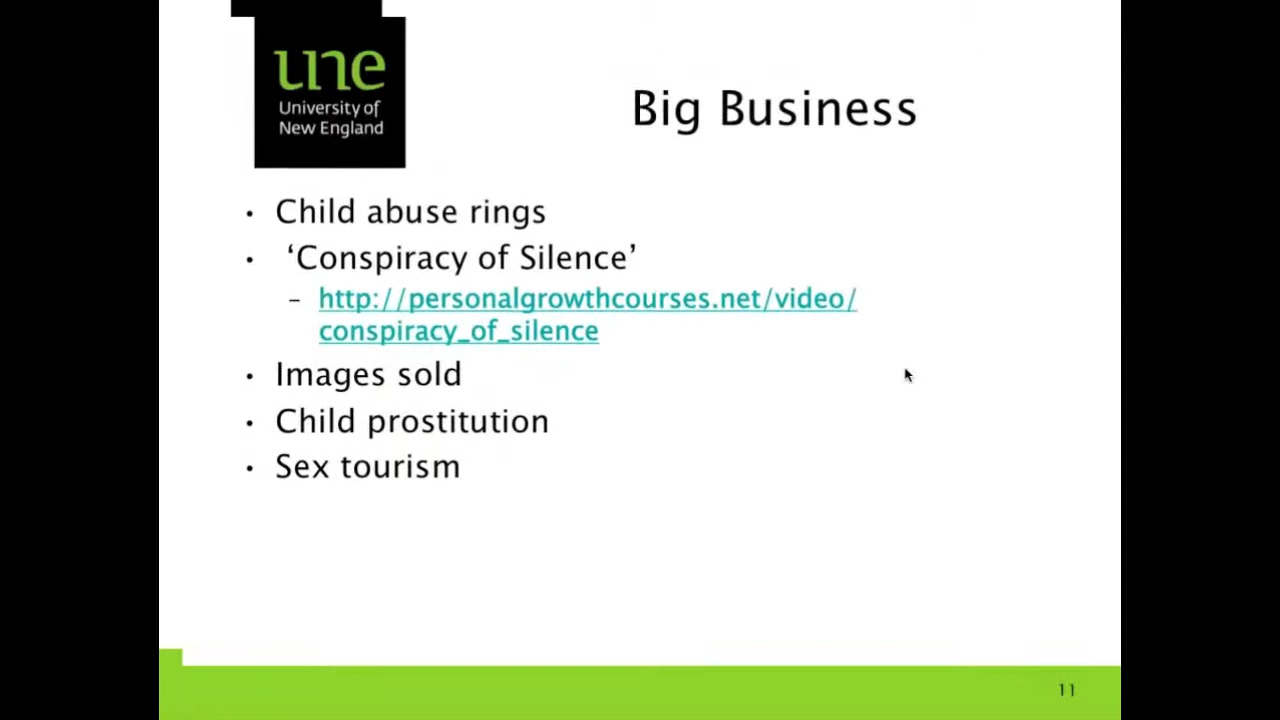 une
University of
New England
Big Business
• Child abuse rings
• ‘Conspiracy of Silence’
– http://personalgrowthcourses.net/video/
conspiracy_of_silence
• Images sold
• Child prostitution
• Sex tourism
11